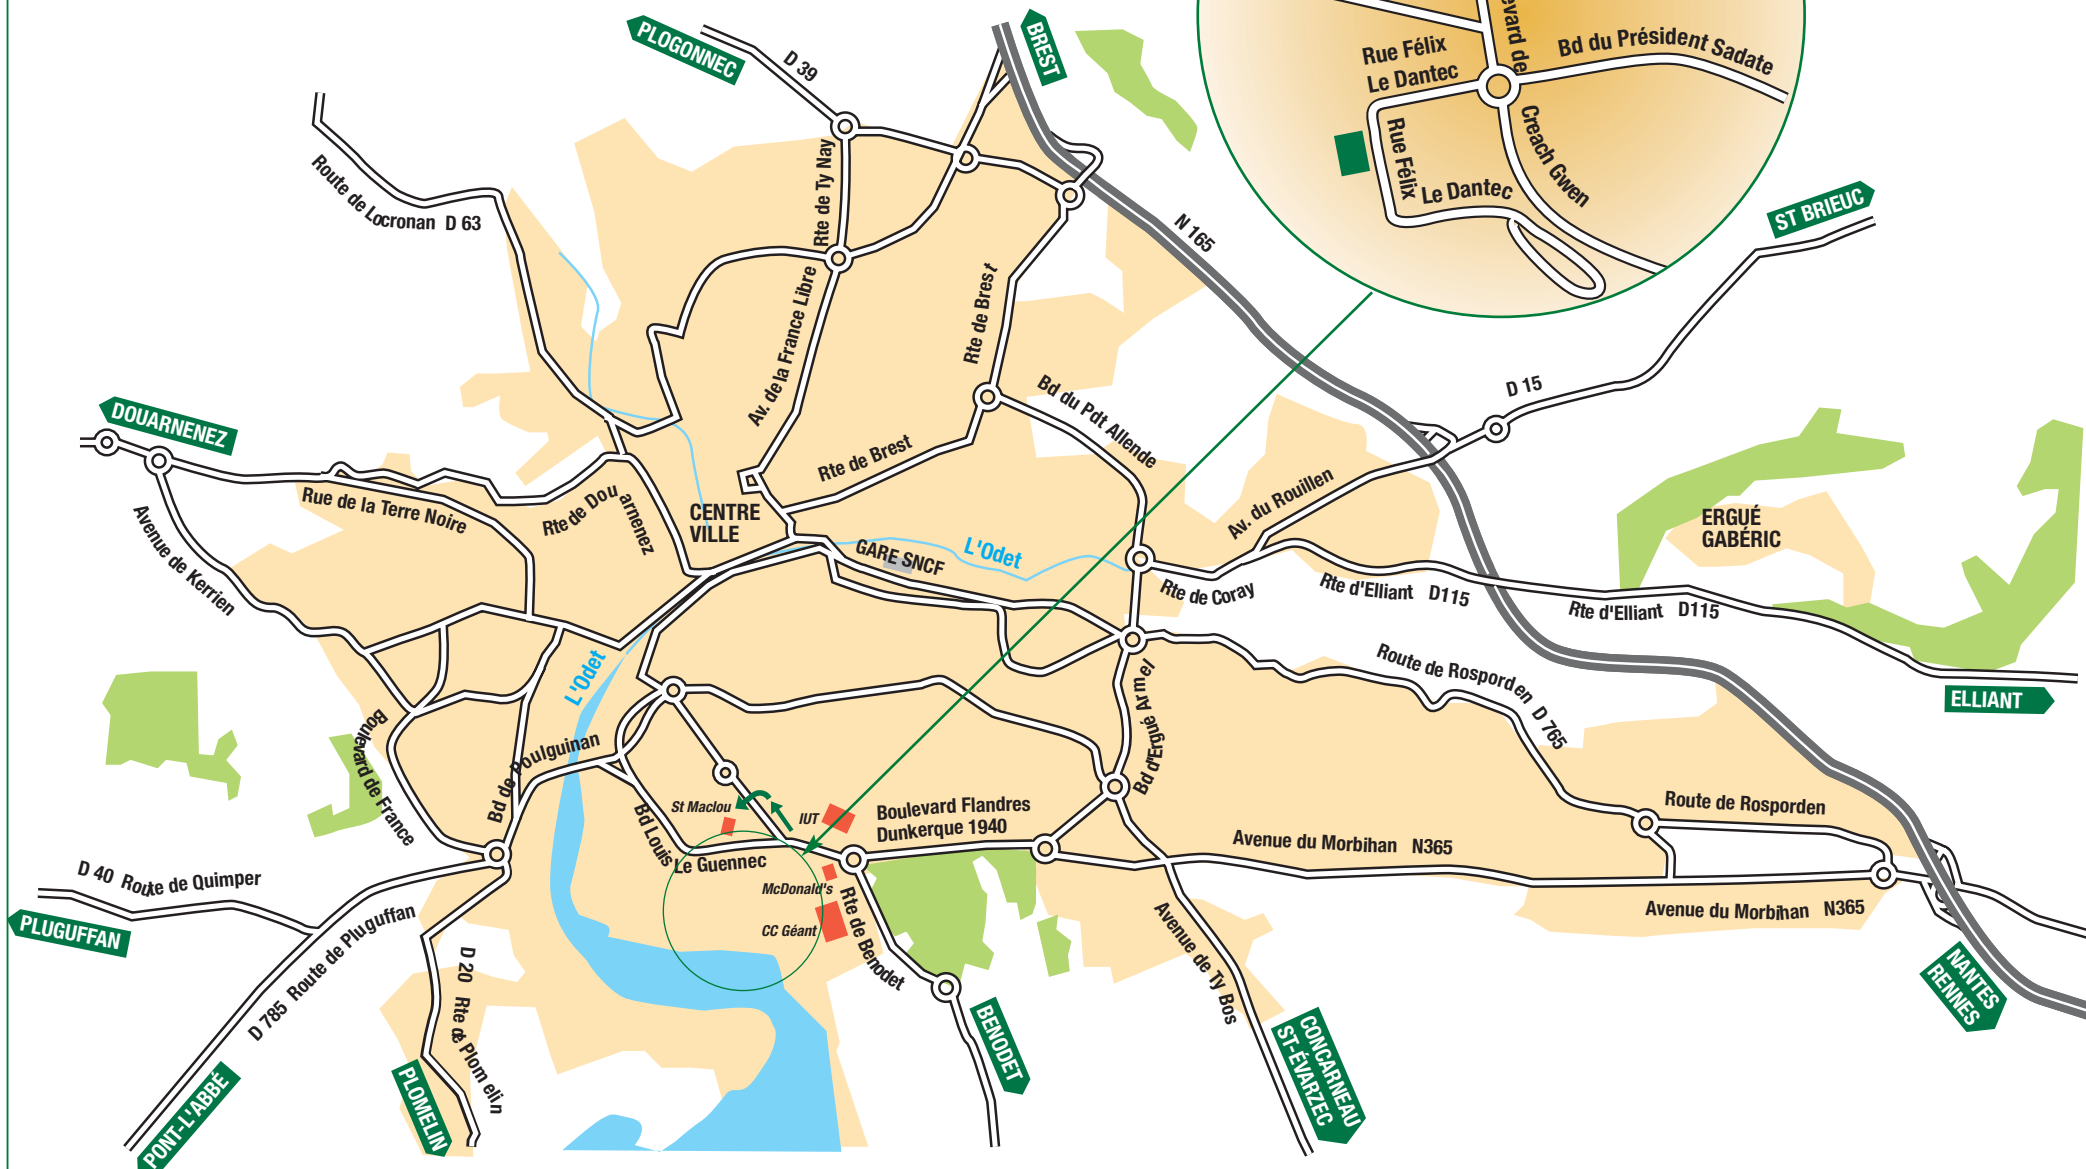 PLOGONNEC
D 39
BREST
evard de
Rue Félix
Le Dantec
Bd du Président Sadate
Creac'h Gwen
Rue Félix
Le Dantec
Route de Locronan D 63
Rte de Ty Nay
N 165
ST BRIEUC
Av. de la France Libre
Rte de Brest
D 15
DOUARNENEZ
Bd du Pdt Allende
Rte de Brest
Rue de la Terre Noire
Rte de Douarnenez
CENTRE
VILLE
Av. du Rouillen
ERGUÉ
GABÉRIC
Avenue de Kerrien
GARE SNCF
L'Odet
Rte de Coray
Rte d'Elliant D115
Rte d'Elliant D115
L'Odet
Route de Rosporden D 765
ELLIANT
Boulevard de France
Bd de Poulguinan
Bd d'Ergué Armel
St Maclou
IUT
Boulevard Flandres
Dunkerque 1940
Route de Rosporden
Bd Louis
Le Guennec
Avenue du Morbihan N365
McDonald's
D 40 Route de Quimper
CC Géant
Rte de Benodet
Avenue du Morbihan N365
PLUGUFFAN
D 785 Route de Pluguffan
D 20 Rte de Plomelin
Avenue de Ty Bos
NANTES
RENNES
BENODET
CONCARNEAU
ST-ÉVARZEC
PLOMELIN
PONT-L'ABBÉ